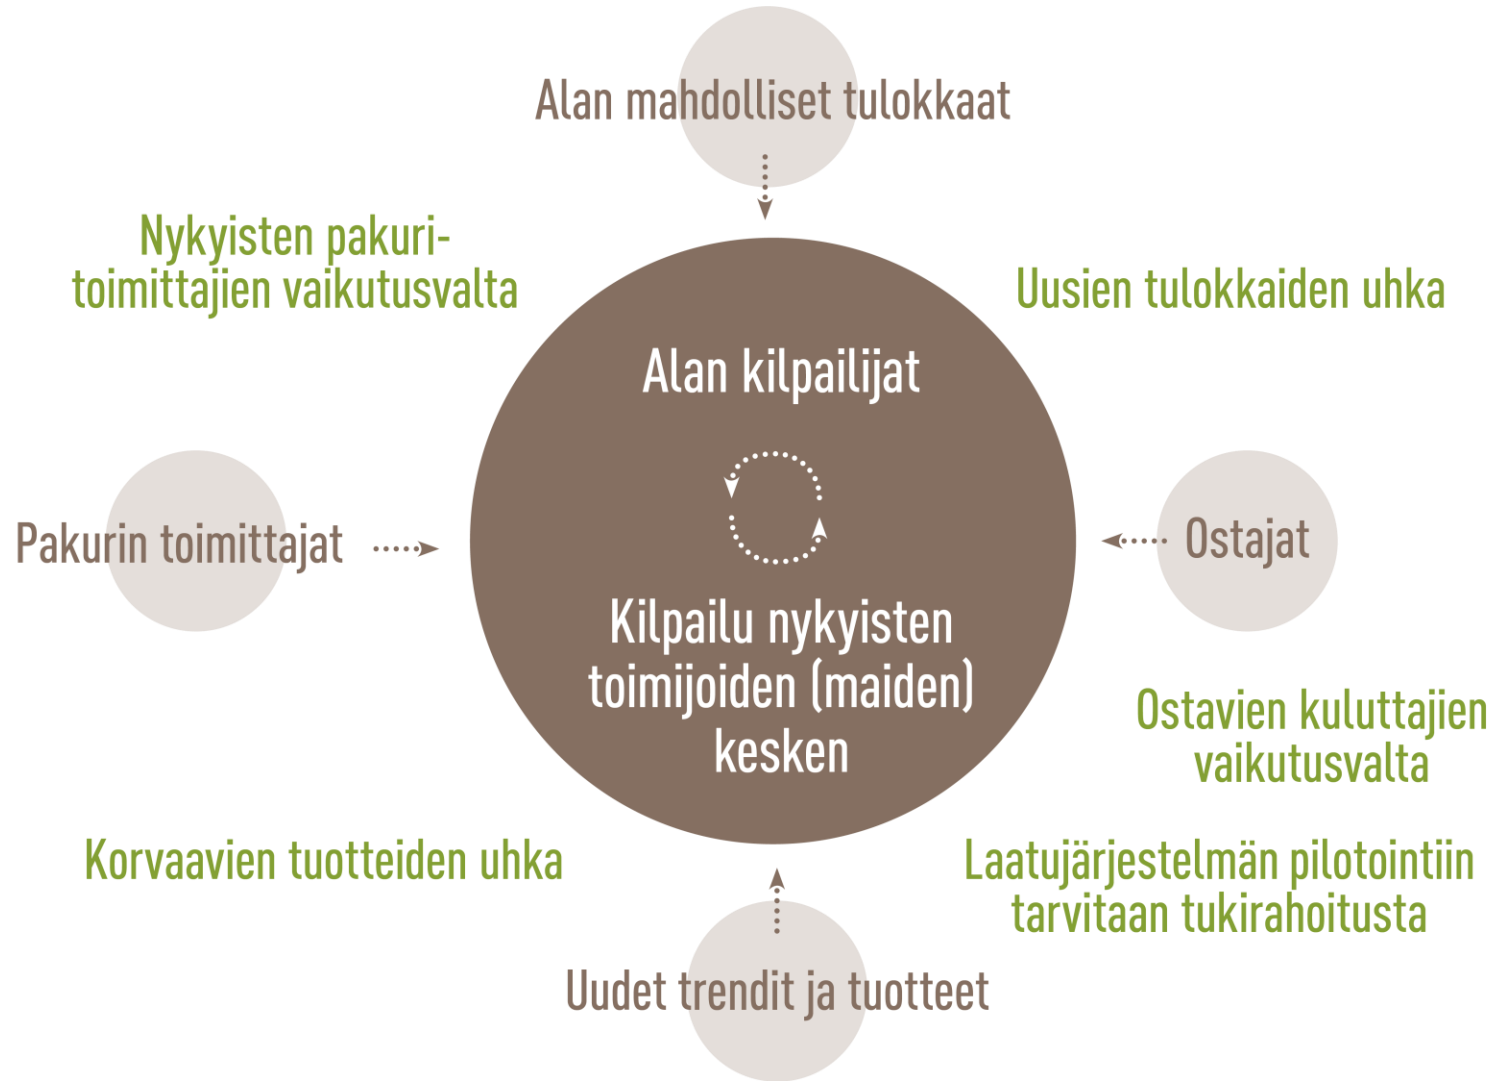 Alan mahdolliset tulokkaat
Nykyisten pakuri-
toimittajien vaikutusvalta
Uusien tulokkaiden uhka
Alan kilpailijat
Pakurin toimittajat
Ostajat
Kilpailu nykyisten
toimijoiden (maiden)
kesken
Ostavien kuluttajien
vaikutusvalta
Korvaavien tuotteiden uhka
Laatujärjestelmän pilotointiin
tarvitaan tukirahoitusta
Uudet trendit ja tuotteet